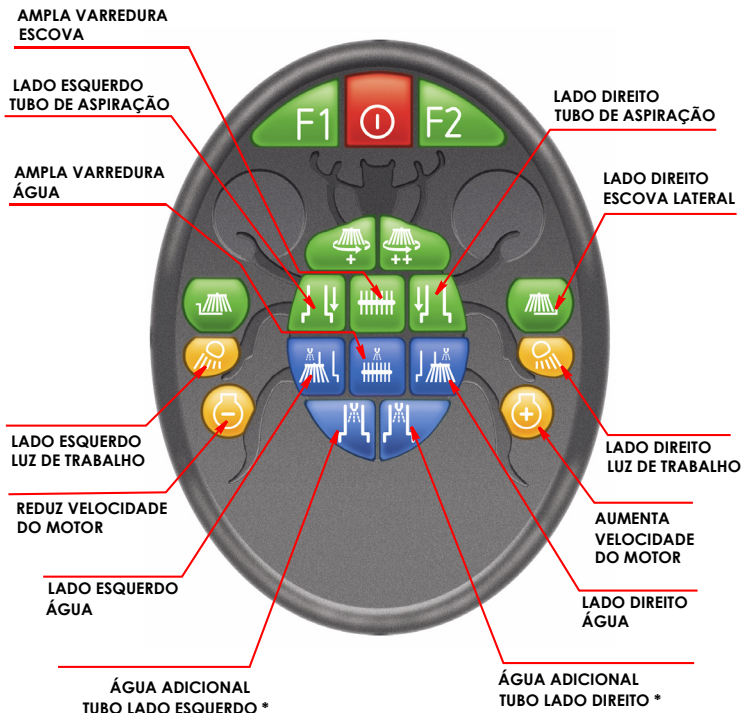 AMPLA VARREDURA
ESCOVA
LADO ESQUERDO
TUBO DE ASPIRAÇÃO
AMPLA VARREDURA
ÁGUA
F1
F2
LADO DIREITO
TUBO DE ASPIRAÇÃO
LADO DIREITO
ESCOVA LATERAL
+
++
−
+
LADO ESQUERDO
LUZ DE TRABALHO
REDUZ VELOCIDADE
DO MOTOR
LADO ESQUERDO
ÁGUA
ÁGUA ADICIONAL
TUBO LADO ESQUERDO *
LADO DIREITO
LUZ DE TRABALHO
AUMENTA
VELOCIDADE
DO MOTOR
LADO DIREITO
ÁGUA
ÁGUA ADICIONAL
TUBO LADO DIREITO *